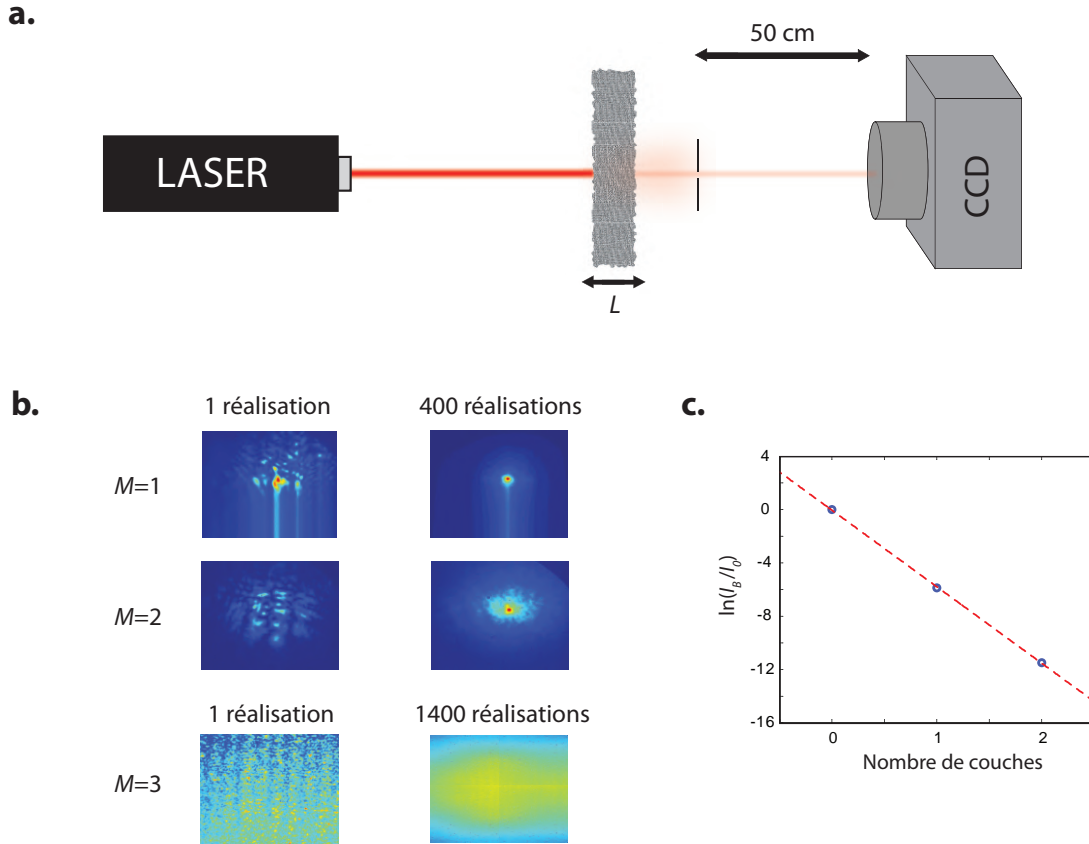 a.
50 cm
LASER
CCD
L
b.
1 réalisation
400 réalisations
M=1
M=2
1 réalisation
1400 réalisations
M=3
c.
ln(I_B/I_0)
4
0
-4
-8
-12
-16
0 1 2
Nombre de couches